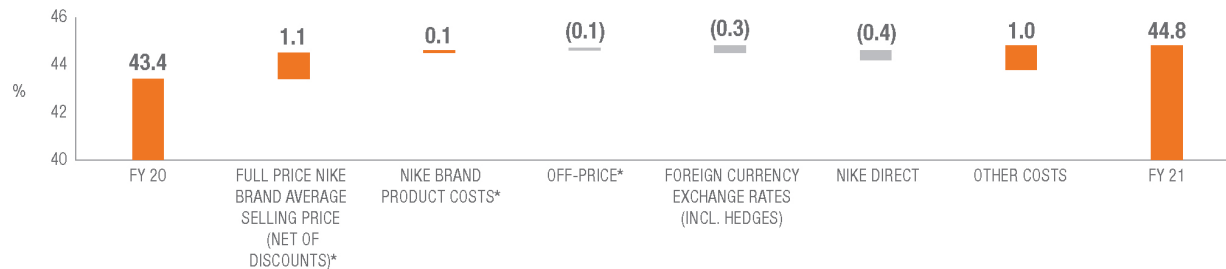 46
44
42
40
%
43.4
1.1
0.1
(0.1)
(0.3)
(0.4)
1.0
44.8
FY 20
FULL PRICE NIKE
BRAND AVERAGE
SELLING PRICE
(NET OF
DISCOUNTS)*
NIKE BRAND
PRODUCT COSTS*
OFF-PRICE*
FOREIGN CURRENCY
EXCHANGE RATES
(INCL. HEDGES)
NIKE DIRECT
OTHER COSTS
FY 21